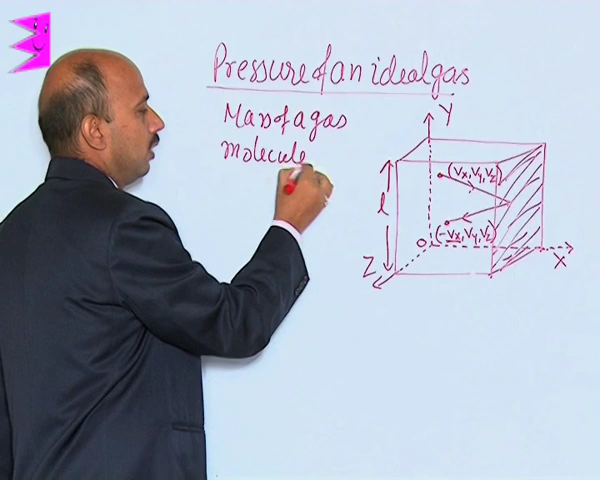 Pressure of an ideal gas
Mass of a gas
molecule
Y
(Vx, Vy, Vz)
l
(-Vx, Vy, Vz)
O
Z
X